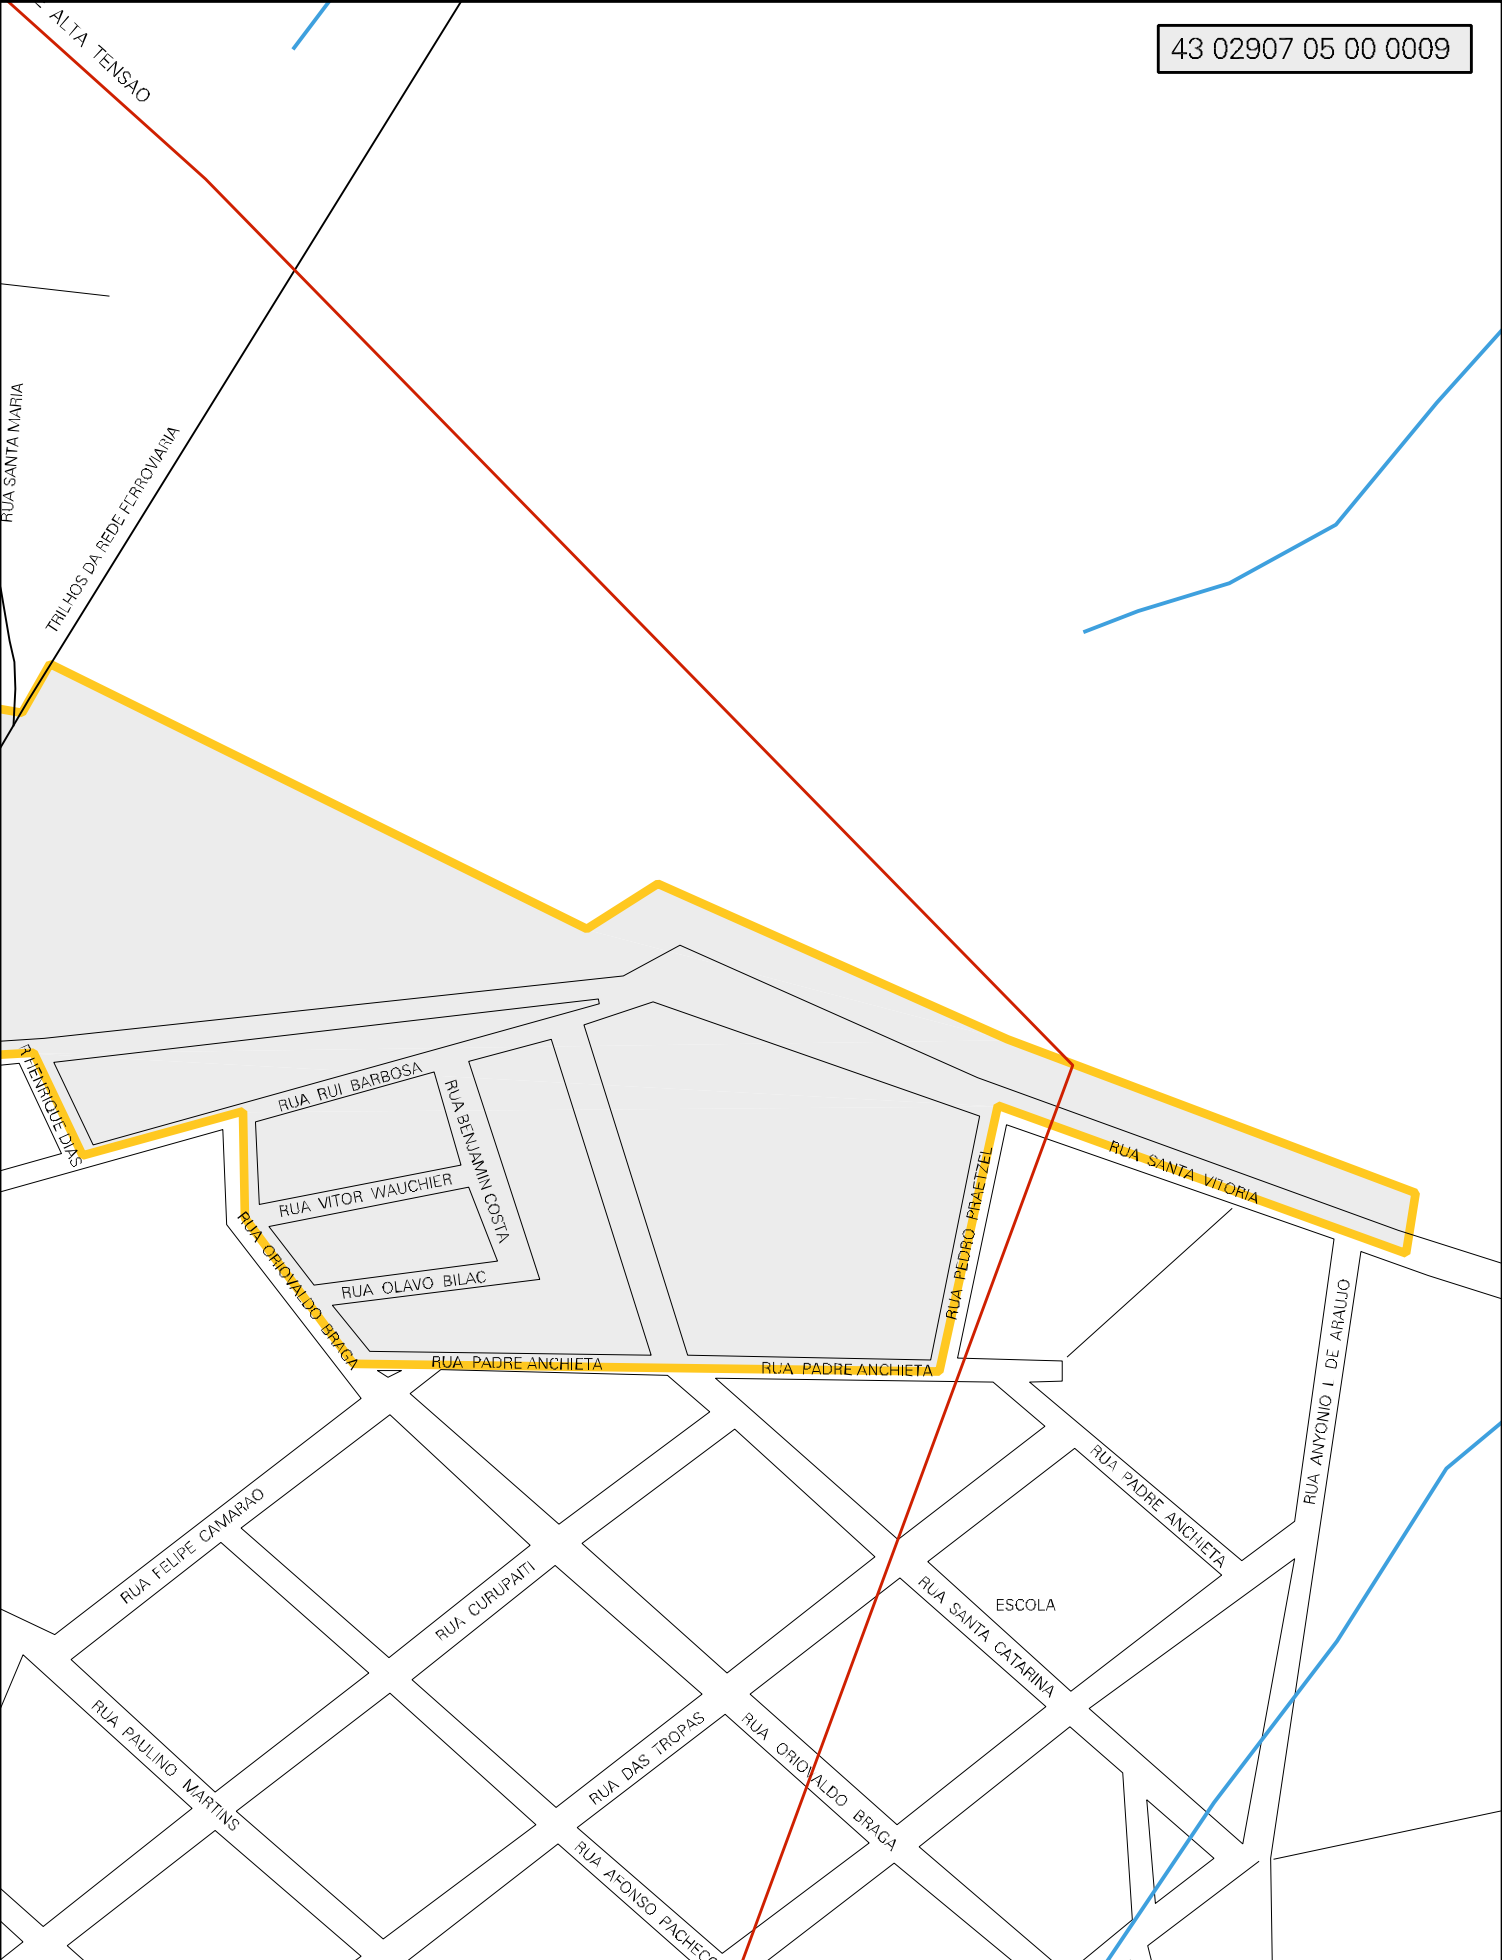 ALTA TENSAO
43 02907 05 00 0009
RUA SANTA MARIA
TRILHOS DA REDE FERROVIARIA
R HENRIQUE DIAS
RUA RUI BARBOSA
RUA BENJAMIN COSTA
RUA VITOR WAUCHIER
RUA OLAVO BILAC
RUA ORIOVALDO BRAGA
RUA PADRE ANCHIETA
RUA PADRE ANCHIETA
RUA PEDRO PRAETZEL
RUA SANTA VITORIA
RUA ANYONIO I DE ARAUJO
RUA PADRE ANCHIETA
RUA FELIPE CAMARAO
RUA CURUPAITI
ESCOLA
RUA SANTA CATARINA
RUA PAULINO MARTINS
RUA DAS TROPAS
RUA ORIOVALDO BRAGA
RUA AFONSO PACHECO